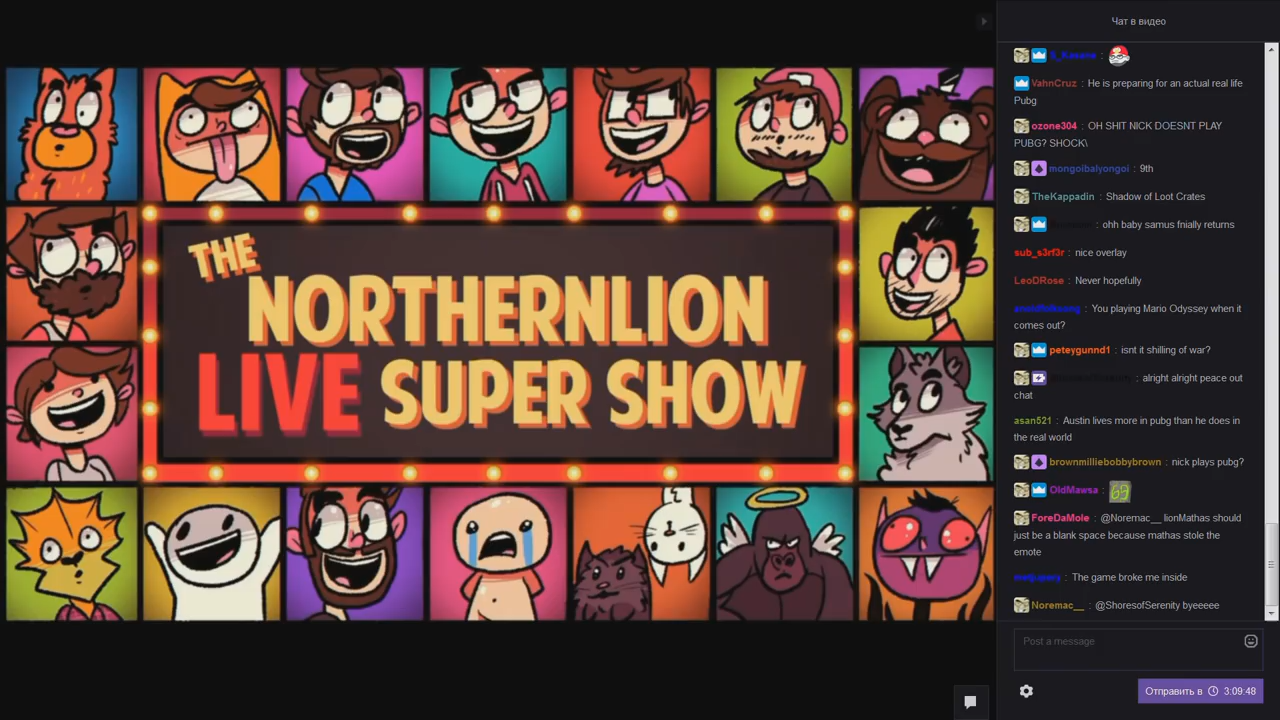 THE
NORTHERNLION
LIVE SUPER SHOW
Чат в видео
VahnCruz : He is preparing for an actual real life
Pubg
ozone304 : OH SHIT NICK DOESNT PLAY
PUBG? SHOCK\
mongolbalyongoi : 9th
TheKappadin : Shadow of Loot Crates
: ohh baby samus fnially returns
sub_s3rf3r : nice overlay
LeoDRose : Never hopefully
: You playing Mario Odyssey when it
comes out?
peteygunnd1 : isnt it shilling of war?
: alright alright peace out
chat
asan521 : Austin lives more in pubg than he does in
the real world
brownmilliebobbybrown : nick plays pubg?
OldMawsa : 69
ForeDaMole : @Noremac__ lionMathas should
just be a blank space because mathas stole the
emote
: The game broke me inside
Noremac__ : @ShoresofSerenity byeeeee
Post a message
Отправить в 3:09:48